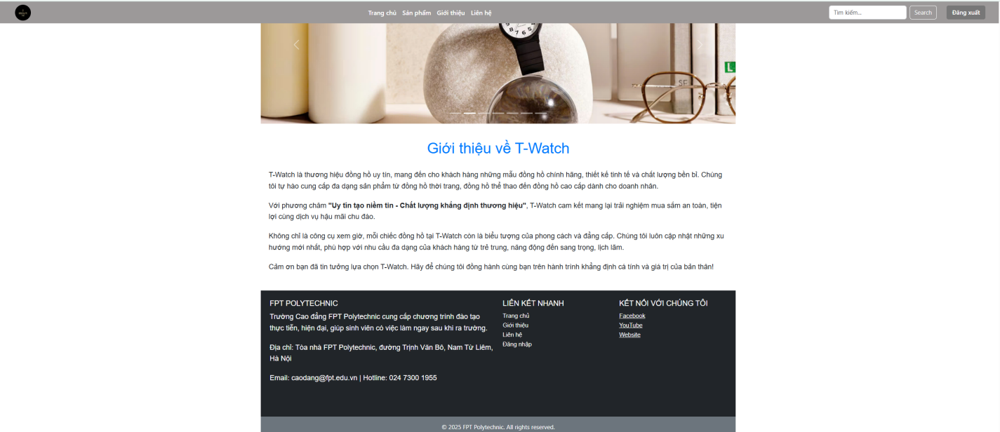 Trang chủ Sản phẩm Giới thiệu Liên hệ
Tìm kiếm... Search Đăng xuất
8 7 6 5
SF
L
Giới thiệu về T-Watch
T-Watch là thương hiệu đồng hồ uy tín, mang đến cho khách hàng những mẫu đồng hồ chính hãng, thiết kế tinh tế và chất lượng bền bỉ. Chúng
tôi tự hào cung cấp đa dạng sản phẩm từ đồng hồ thời trang, đồng hồ thể thao đến đồng hồ cao cấp dành cho doanh nhân.
Với phương châm "Uy tín tạo niềm tin - Chất lượng khẳng định thương hiệu", T-Watch cam kết mang lại trải nghiệm mua sắm an toàn, tiện
lợi cùng dịch vụ hậu mãi chu đáo.
Không chỉ là công cụ xem giờ, mỗi chiếc đồng hồ tại T-Watch còn là biểu tượng của phong cách và đẳng cấp. Chúng tôi luôn cập nhật những xu
hướng mới nhất, phù hợp với nhu cầu đa dạng của khách hàng từ trẻ trung, năng động đến sang trọng, lịch lãm.
Cảm ơn bạn đã tin tưởng lựa chọn T-Watch. Hãy để chúng tôi đồng hành cùng bạn trên hành trình khẳng định cá tính và giá trị của bản thân!
FPT POLYTECHNIC
Trường Cao đẳng FPT Polytechnic cung cấp chương trình đào tạo
thực tiễn, hiện đại, giúp sinh viên có việc làm ngay sau khi ra trường.
Địa chỉ: Tòa nhà FPT Polytechnic, đường Trịnh Văn Bô, Nam Từ Liêm,
Hà Nội
Email: caodang@fpt.edu.vn | Hotline: 024 7300 1955
LIÊN KẾT NHANH
Trang chủ
Giới thiệu
Liên hệ
Đăng nhập
KẾT NỐI VỚI CHÚNG TÔI
Facebook
YouTube
Website
© 2025 FPT Polytechnic. All rights reserved.